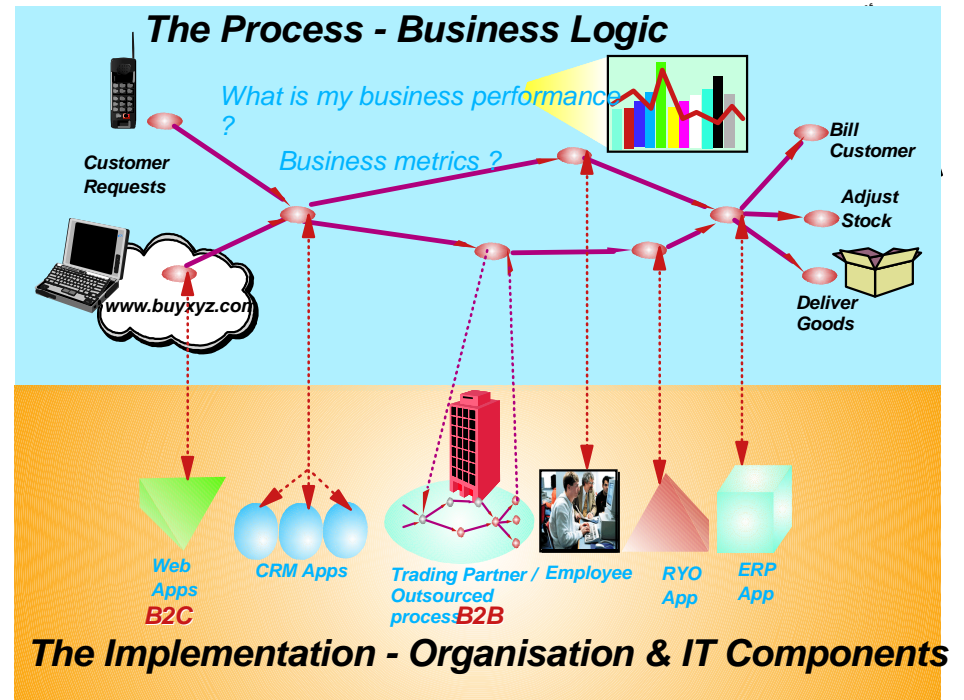 The Process - Business Logic
What is my business performance
?
Business metrics ?
Customer
Requests
www.buyxyz.com
Bill
Customer
Adjust
Stock
Deliver
Goods
Web
Apps
B2C
CRM Apps
Trading Partner /
Outsourced
process
B2B
Employee
RYO
App
ERP
App
The Implementation - Organisation & IT Components